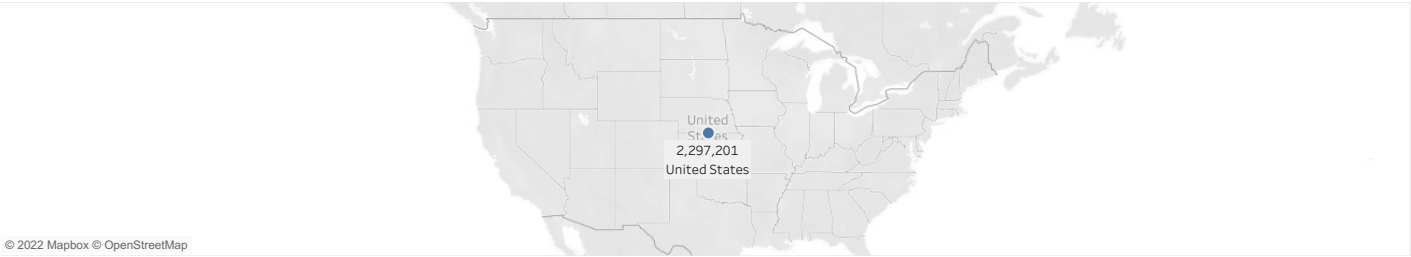 United
States
2,297,201
United States
© 2022 Mapbox © OpenStreetMap